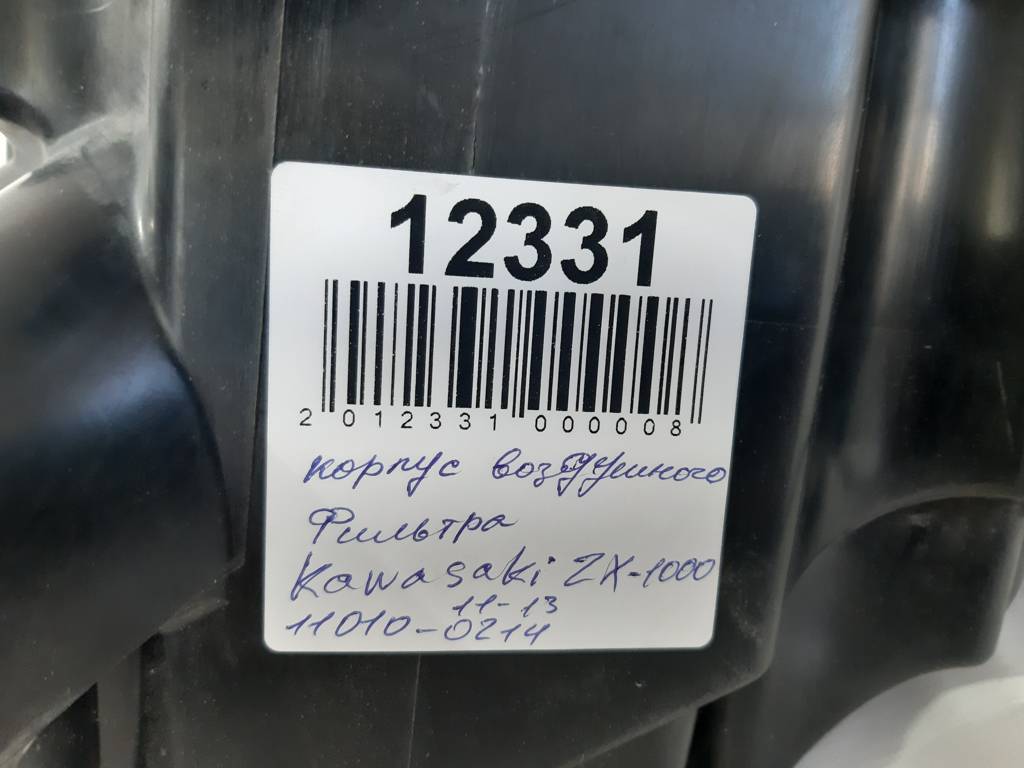 12331
2 012331 000008
корпус воздушного
Фильтра
Kawasaki ZX-1000
11-13
11010-0214